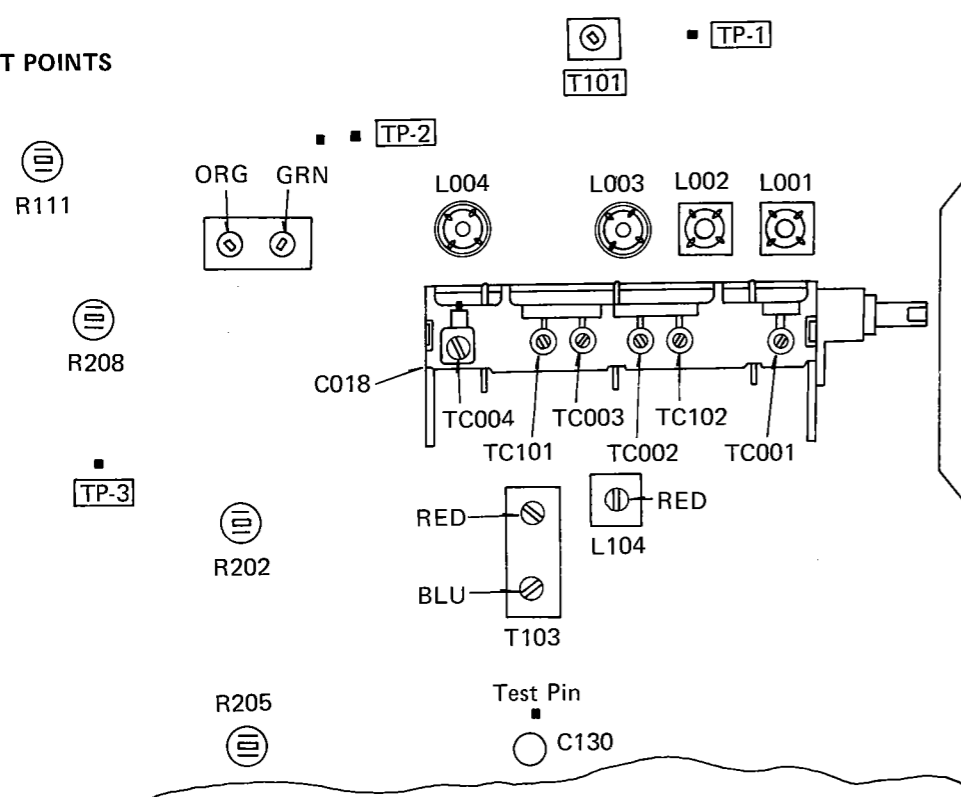 T POINTS
TP-1
T101
TP-2
R111
ORG GRN
L004 L003 L002 L001
R208
C018
TC004 TC003 TC102
TC101 TC002 TC001
TP-3
RED RED
L104
R202
BLU
T103
R205
Test Pin
C130